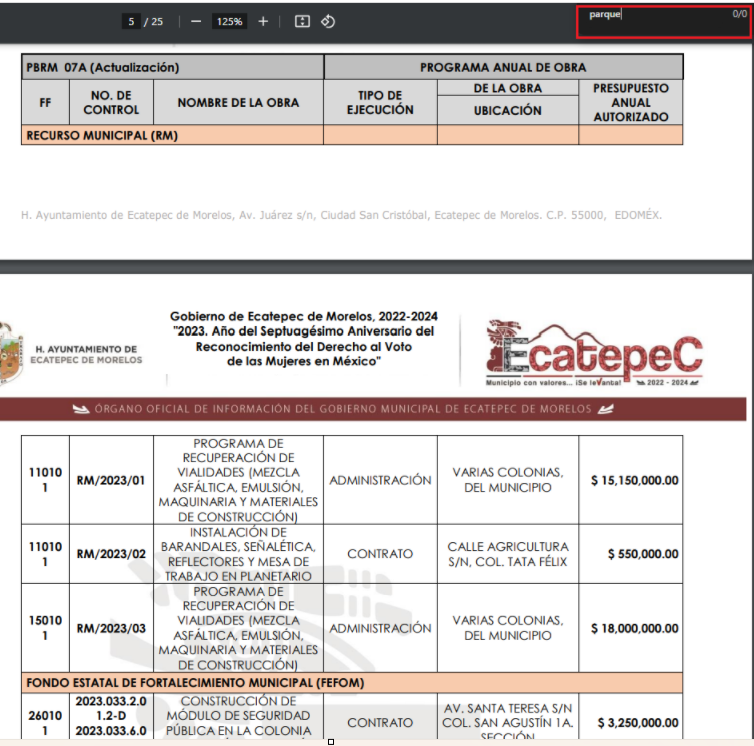 5 / 25 — 125% +
parque 0/0
PBRM 07A (Actualización) PROGRAMA ANUAL DE OBRA
FF NO. DE CONTROL NOMBRE DE LA OBRA TIPO DE EJECUCIÓN DE LA OBRA UBICACIÓN PRESUPUESTO ANUAL AUTORIZADO
RECURSO MUNICIPAL (RM)
H. Ayuntamiento de Ecatepec de Morelos, Av. Juárez s/n, Ciudad San Cristóbal, Ecatepec de Morelos. C.P. 55000, EDOMÉX.
H. AYUNTAMIENTO DE
ECATEPEC DE MORELOS
Gobierno de Ecatepec de Morelos, 2022-2024
"2023. Año del Septuagésimo Aniversario del
Reconocimiento del Derecho al Voto
de las Mujeres en México"
EcatepeC
Municipio con valores... ¡Se leVanta! 2022 - 2024
ÓRGANO OFICIAL DE INFORMACIÓN DEL GOBIERNO MUNICIPAL DE ECATEPEC DE MORELOS
11010
1
RM/2023/01
PROGRAMA DE
RECUPERACIÓN DE
VIALIDADES (MEZCLA
ASFÁLTICA, EMULSIÓN,
MAQUINARIA Y MATERIALES
DE CONSTRUCCIÓN)
ADMINISTRACIÓN
VARIAS COLONIAS,
DEL MUNICIPIO
$ 15,150,000.00
11010
1
RM/2023/02
INSTALACIÓN DE
BARANDALES, SEÑALÉTICA,
REFLECTORES Y MESA DE
TRABAJO EN PLANETARIO
CONTRATO
CALLE AGRICULTURA
S/N, COL. TATA FÉLIX
$ 550,000.00
15010
1
RM/2023/03
PROGRAMA DE
RECUPERACIÓN DE
VIALIDADES (MEZCLA
ASFÁLTICA, EMULSIÓN,
MAQUINARIA Y MATERIALES
DE CONSTRUCCIÓN)
ADMINISTRACIÓN
VARIAS COLONIAS,
DEL MUNICIPIO
$ 18,000,000.00
FONDO ESTATAL DE FORTALECIMIENTO MUNICIPAL (FEFOM)
26010
1
2023.033.2.0
1.2-D
2023.033.6.0
CONSTRUCCIÓN DE
MÓDULO DE SEGURIDAD
PÚBLICA EN LA COLONIA
CONTRATO
AV. SANTA TERESA S/N
COL. SAN AGUSTÍN 1A.
SECCIÓN
$ 3,250,000.00